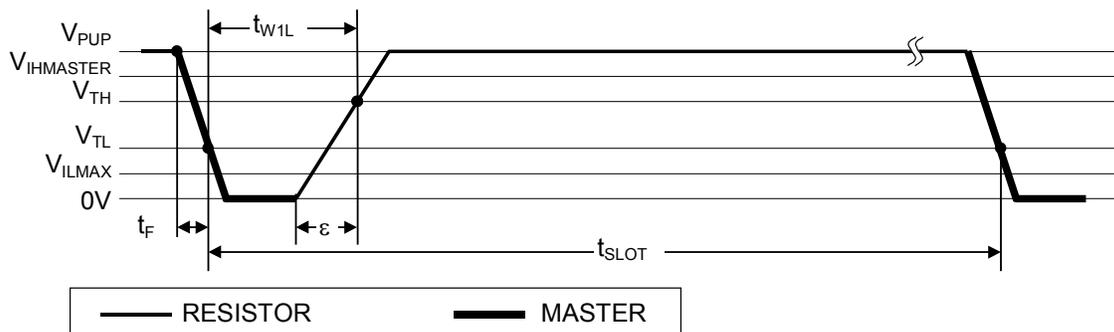 V_PUP
V_IHMASTER
V_TH
V_TL
V_ILMAX
0V
t_W1L
t_F
ε
t_SLOT
RESISTOR MASTER